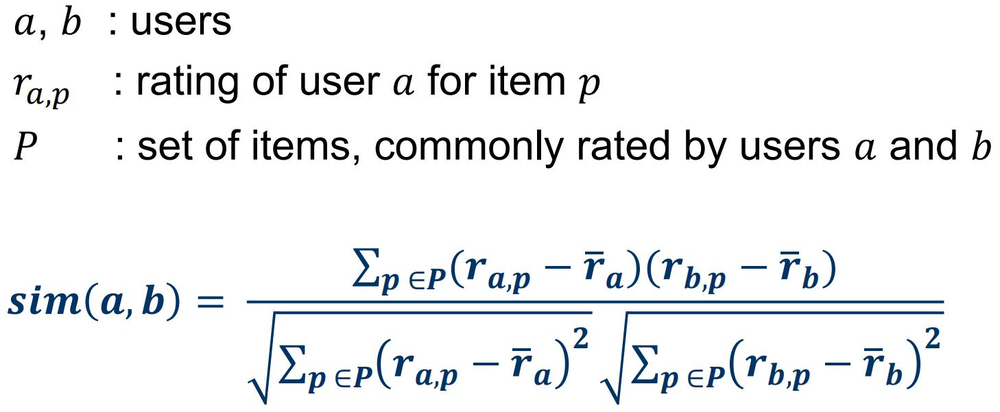 a, b : users
r_{a,p} : rating of user a for item p
P : set of items, commonly rated by users a and b
sim(a, b) = \frac{\sum_{p \in P}(r_{a,p} - \bar{r}_a)(r_{b,p} - \bar{r}_b)}{\sqrt{\sum_{p \in P}(r_{a,p} - \bar{r}_a)^2} \sqrt{\sum_{p \in P}(r_{b,p} - \bar{r}_b)^2}}